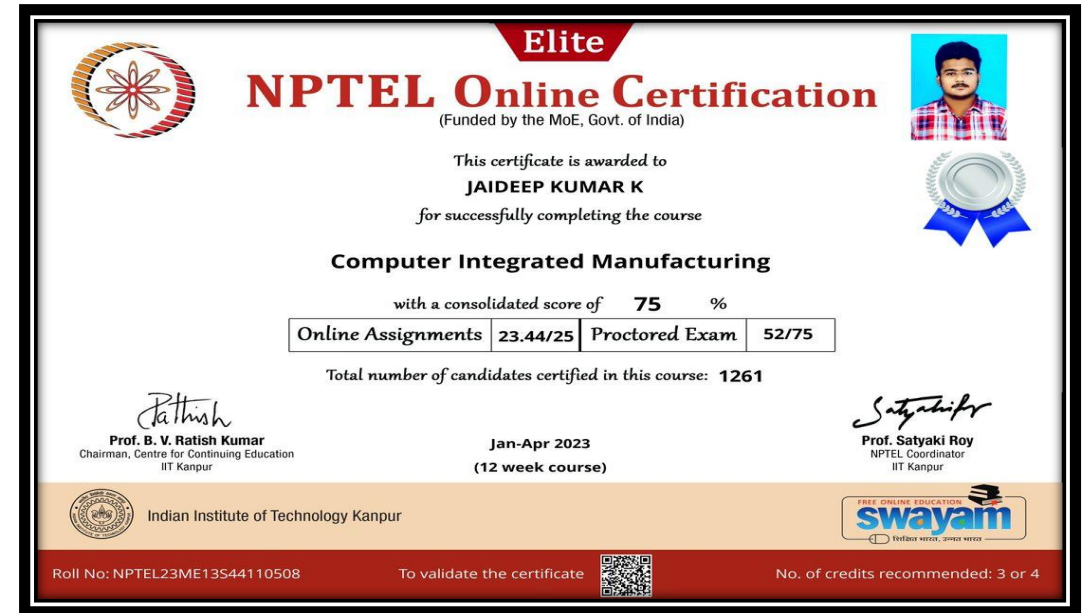 Elite
NPTEL Online Certification
(Funded by the MoE, Govt. of India)
This certificate is awarded to
JAIDEEP KUMAR K
for successfully completing the course
Computer Integrated Manufacturing
with a consolidated score of 75 %
Online Assignments 23.44/25 Proctored Exam 52/75
Total number of candidates certified in this course: 1261
Prof. B. V. Ratish Kumar
Chairman, Centre for Continuing Education
IIT Kanpur
Jan-Apr 2023
(12 week course)
Prof. Satyaki Roy
NPTEL Coordinator
IIT Kanpur
Indian Institute of Technology Kanpur
FREE ONLINE EDUCATION
swayam
शिक्षित भारत, उन्नत भारत
Roll No: NPTEL23ME13S44110508
To validate the certificate
No. of credits recommended: 3 or 4